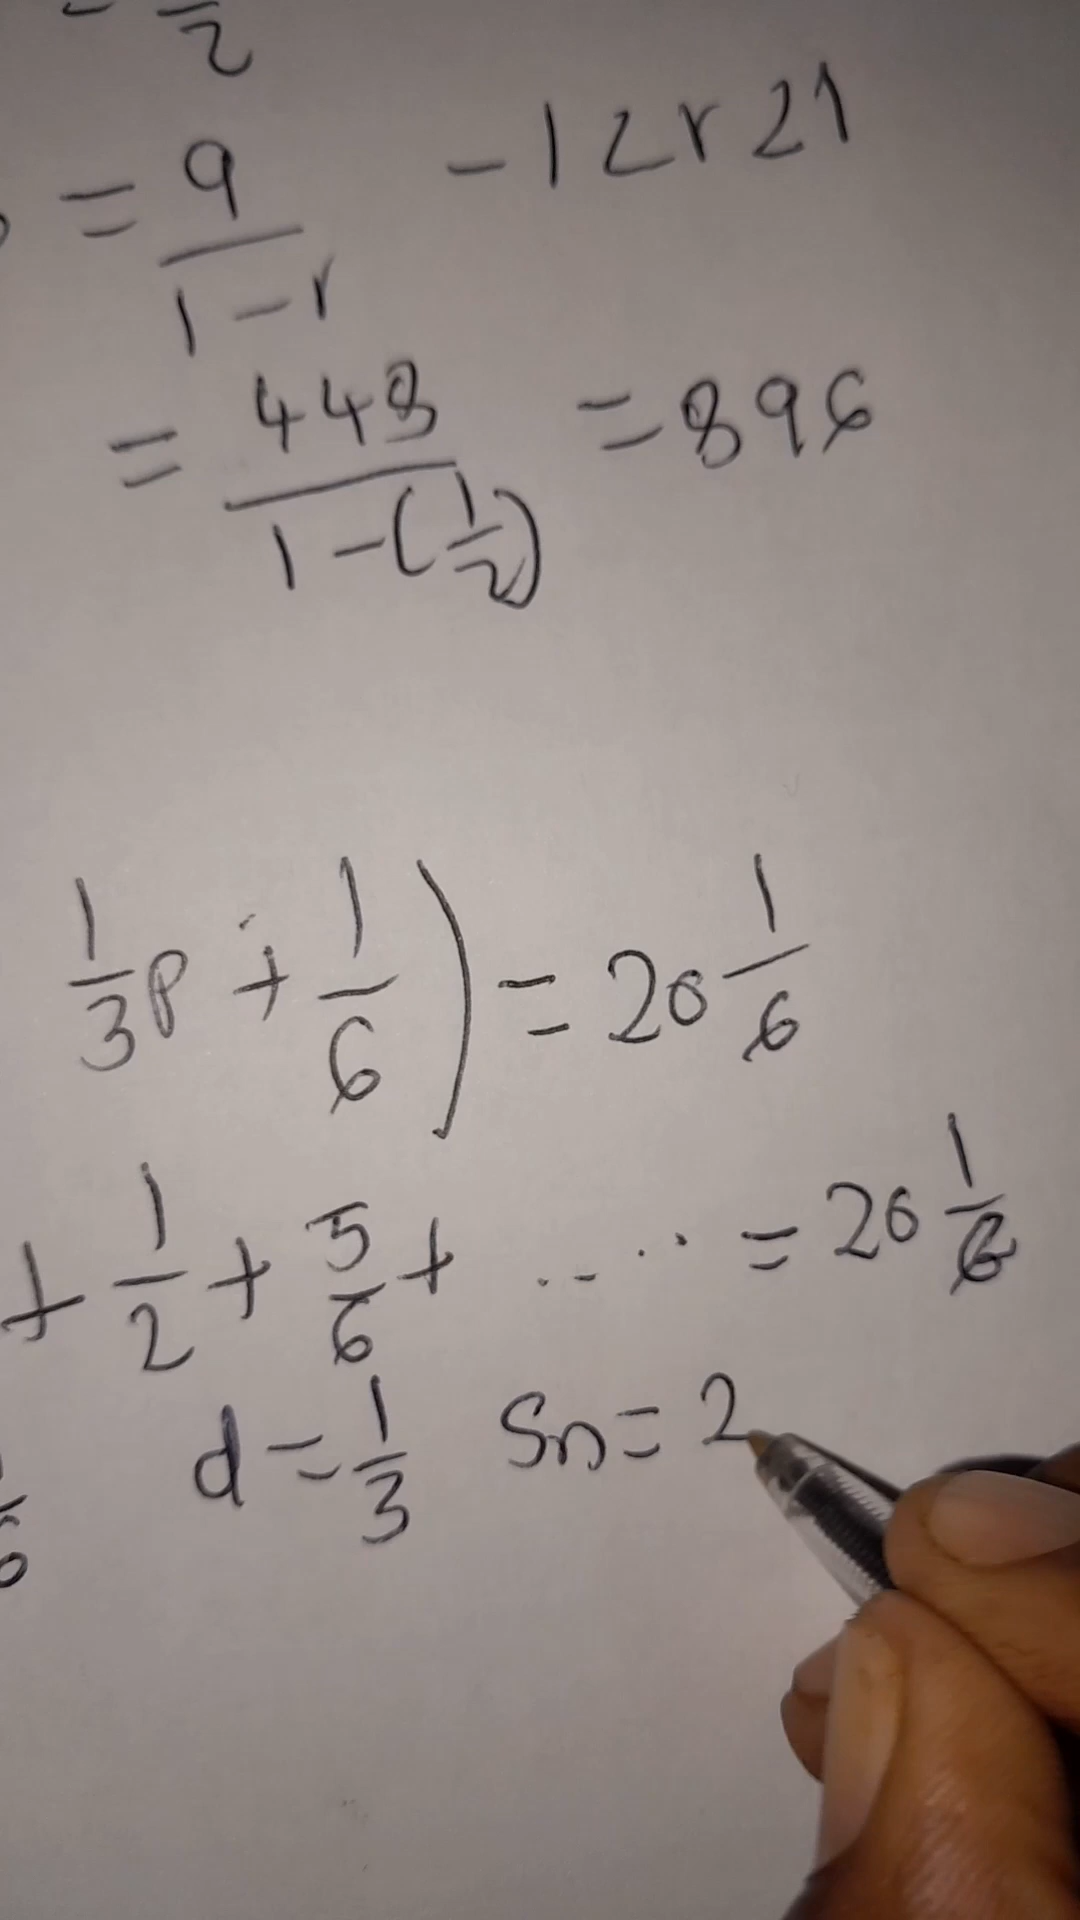 2
= a/(1-r) -1<r<1
= 448/(1-(1/2)) = 896
1/3 p + 1/6 ) = 20 1/6
+ 1/2 + 5/6 + ... = 20 1/6
d = 1/3 Sn = 2